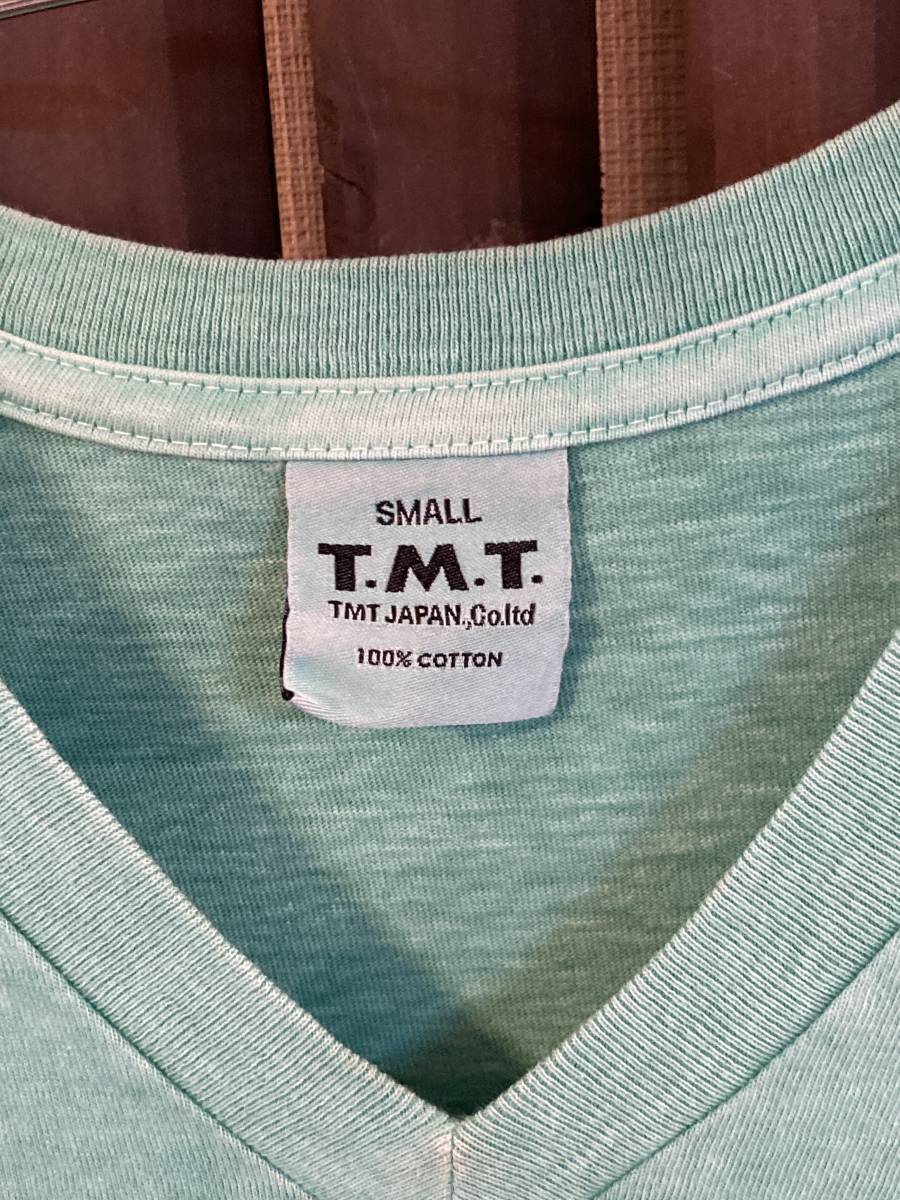 SMALL
T.M.T.
TMT JAPAN.,Co.ltd
100% COTTON